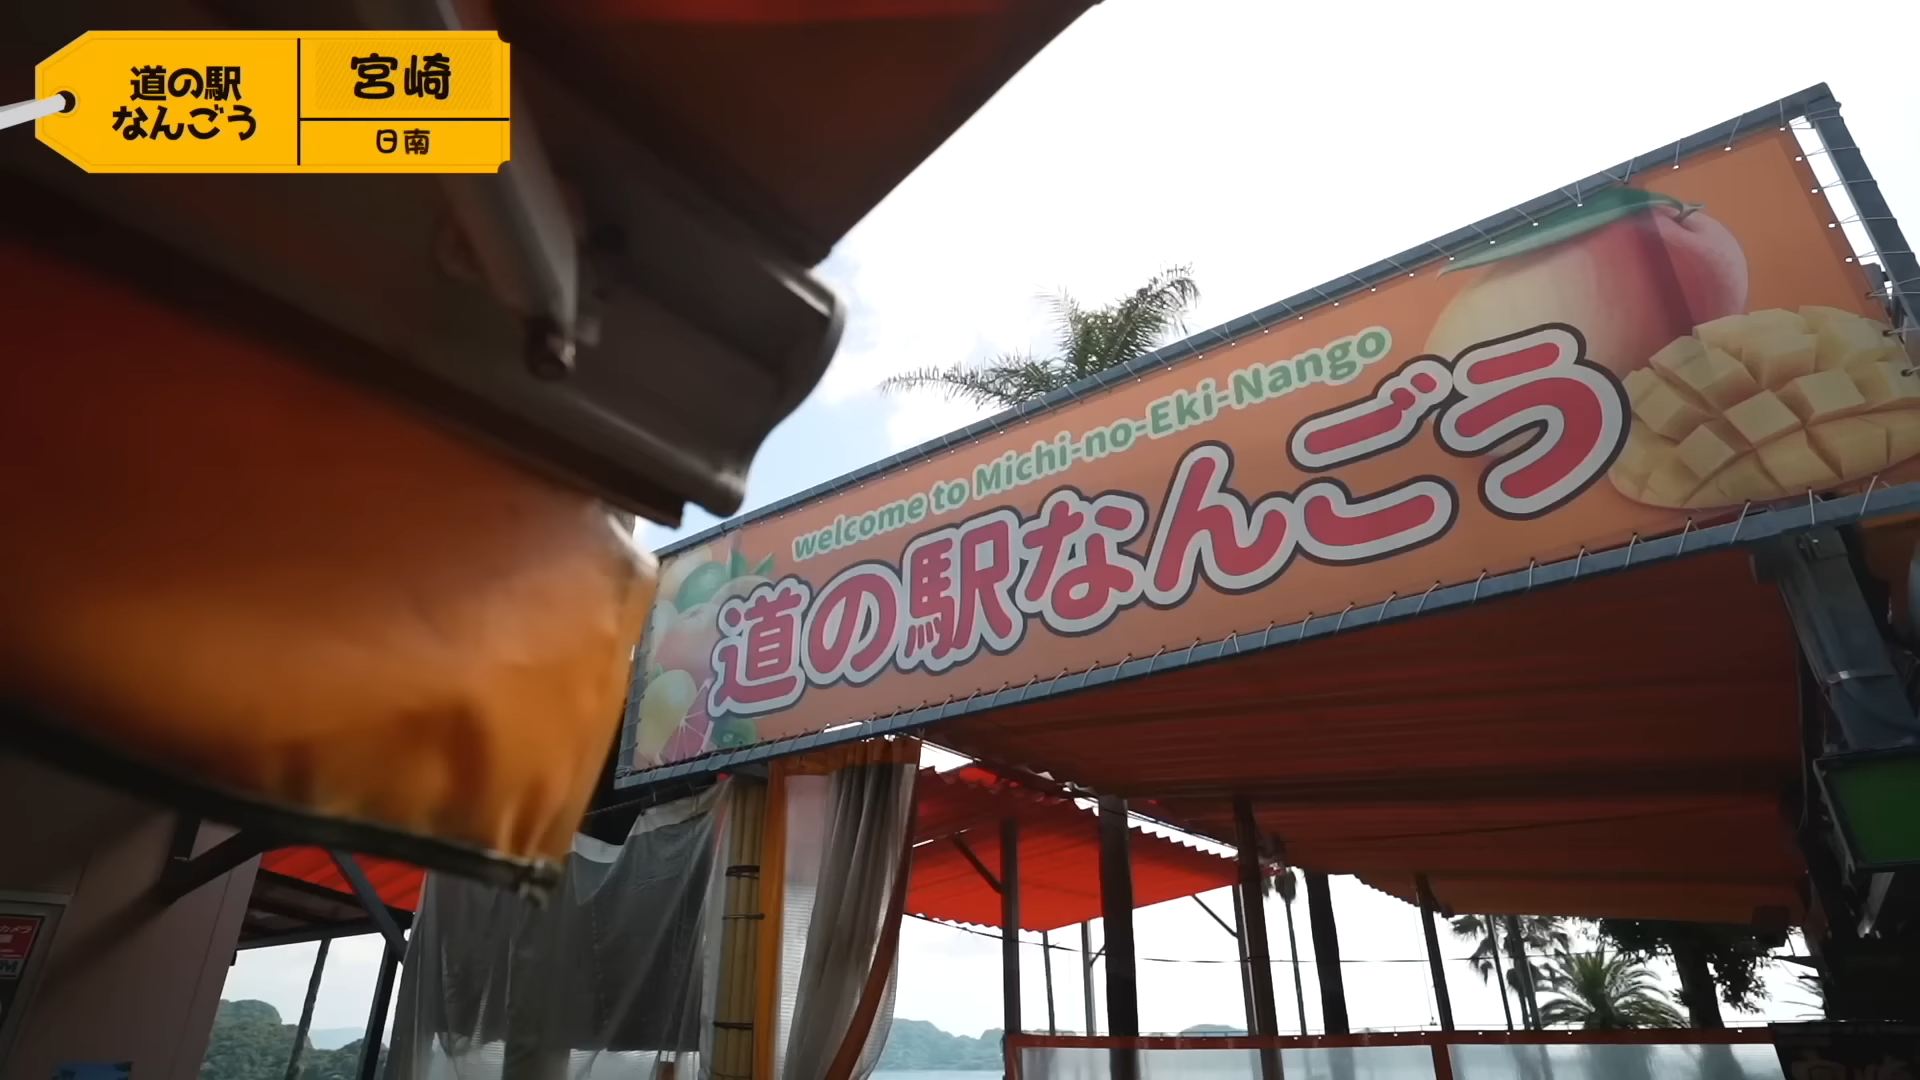 道の駅
なんごう
宮崎
日南
welcome to Michi-no-Eki-Nango
道の駅なんごう